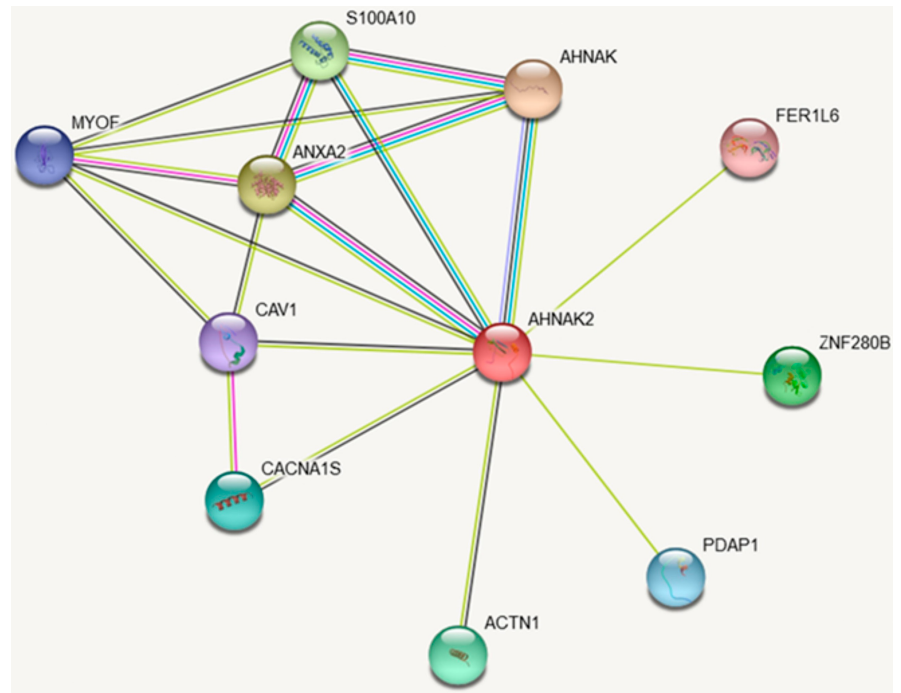 S100A10
AHNAK
FER1L6
MYOF
ANXA2
CAV1
AHNAK2
ZNF280B
CACNA1S
PDAP1
ACTN1